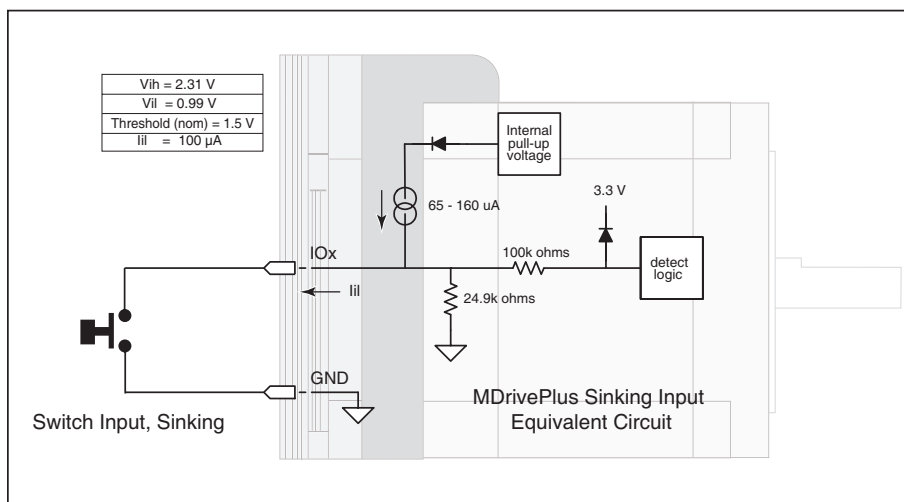 Vih = 2.31 V
Vil = 0.99 V
Threshold (nom) = 1.5 V
Iil = 100 µA
Internal
pull-up
voltage
65 - 160 uA
3.3 V
IOx
100k ohms
detect
logic
Iil
24.9k ohms
GND
Switch Input, Sinking
MDrivePlus Sinking Input
Equivalent Circuit